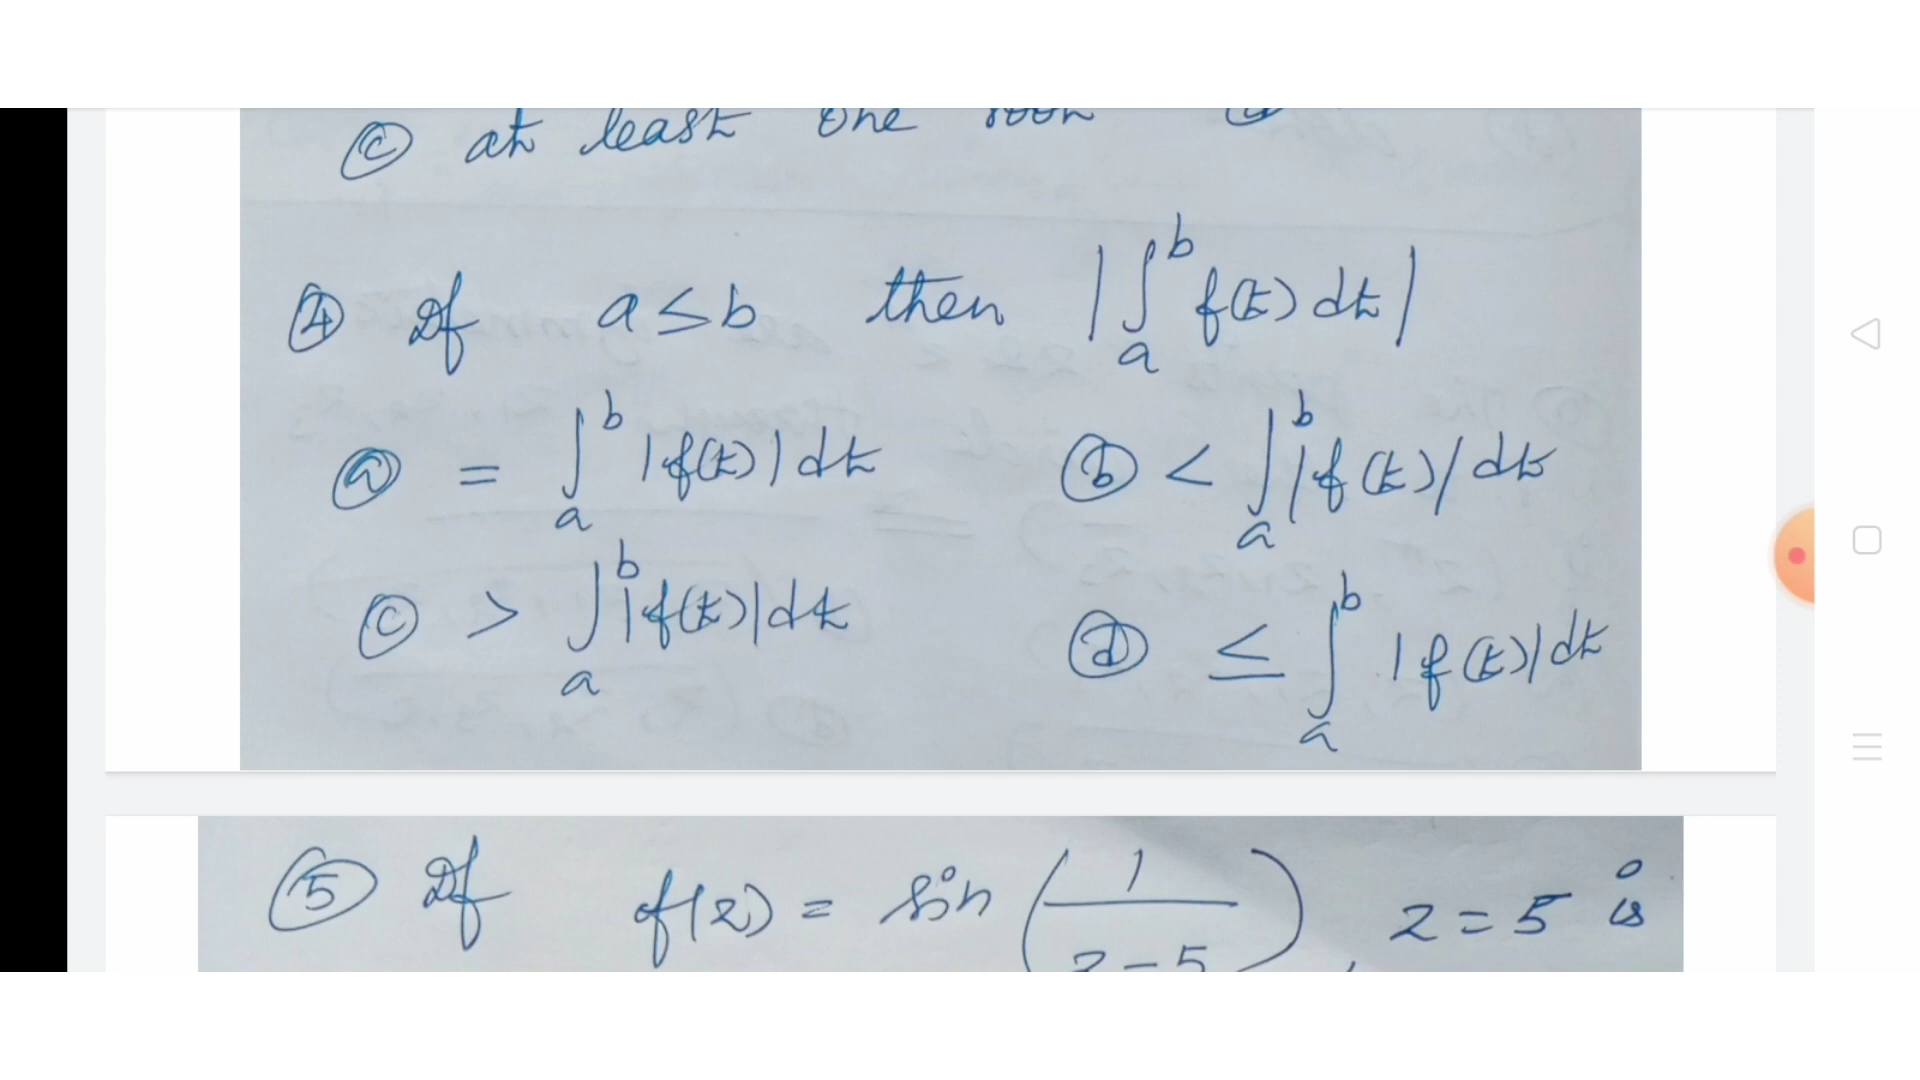 ⓒ at least one
④ If a ≤ b then |∫_a^b f(t) dt|
ⓐ = ∫_a^b |f(t)| dt ⓑ < ∫_a^b |f(t)| dt
ⓒ > ∫_a^b |f(t)| dt ⓓ ≤ ∫_a^b |f(t)| dt
⑤ If f(z) = sin (1/(z-5)), z = 5 is